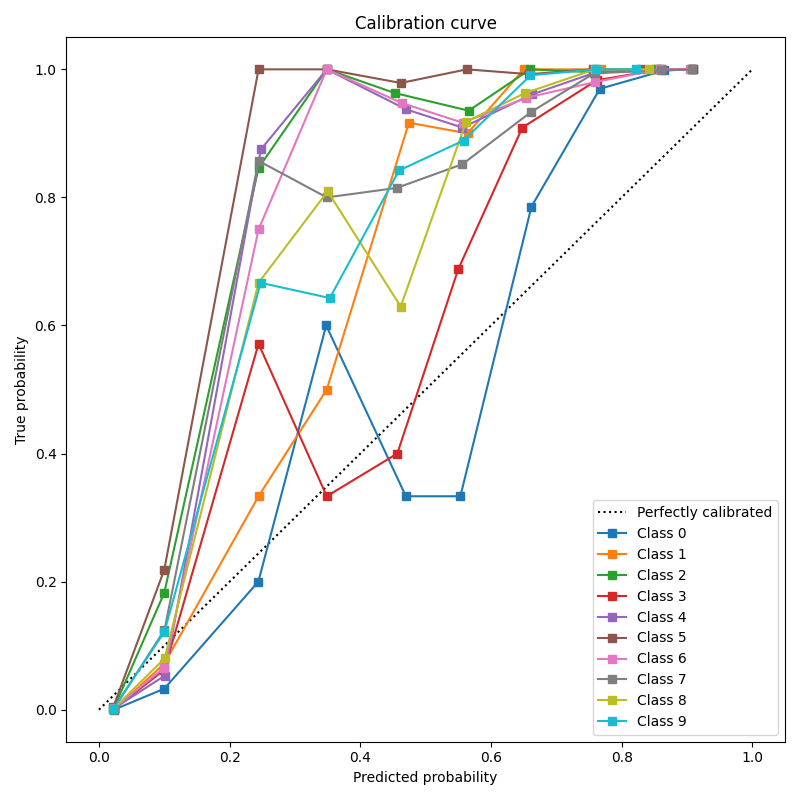 Calibration curve
1.0
0.8
0.6
0.4
0.2
0.0
True probability
0.0 0.2 0.4 0.6 0.8 1.0
Predicted probability
Perfectly calibrated
Class 0
Class 1
Class 2
Class 3
Class 4
Class 5
Class 6
Class 7
Class 8
Class 9